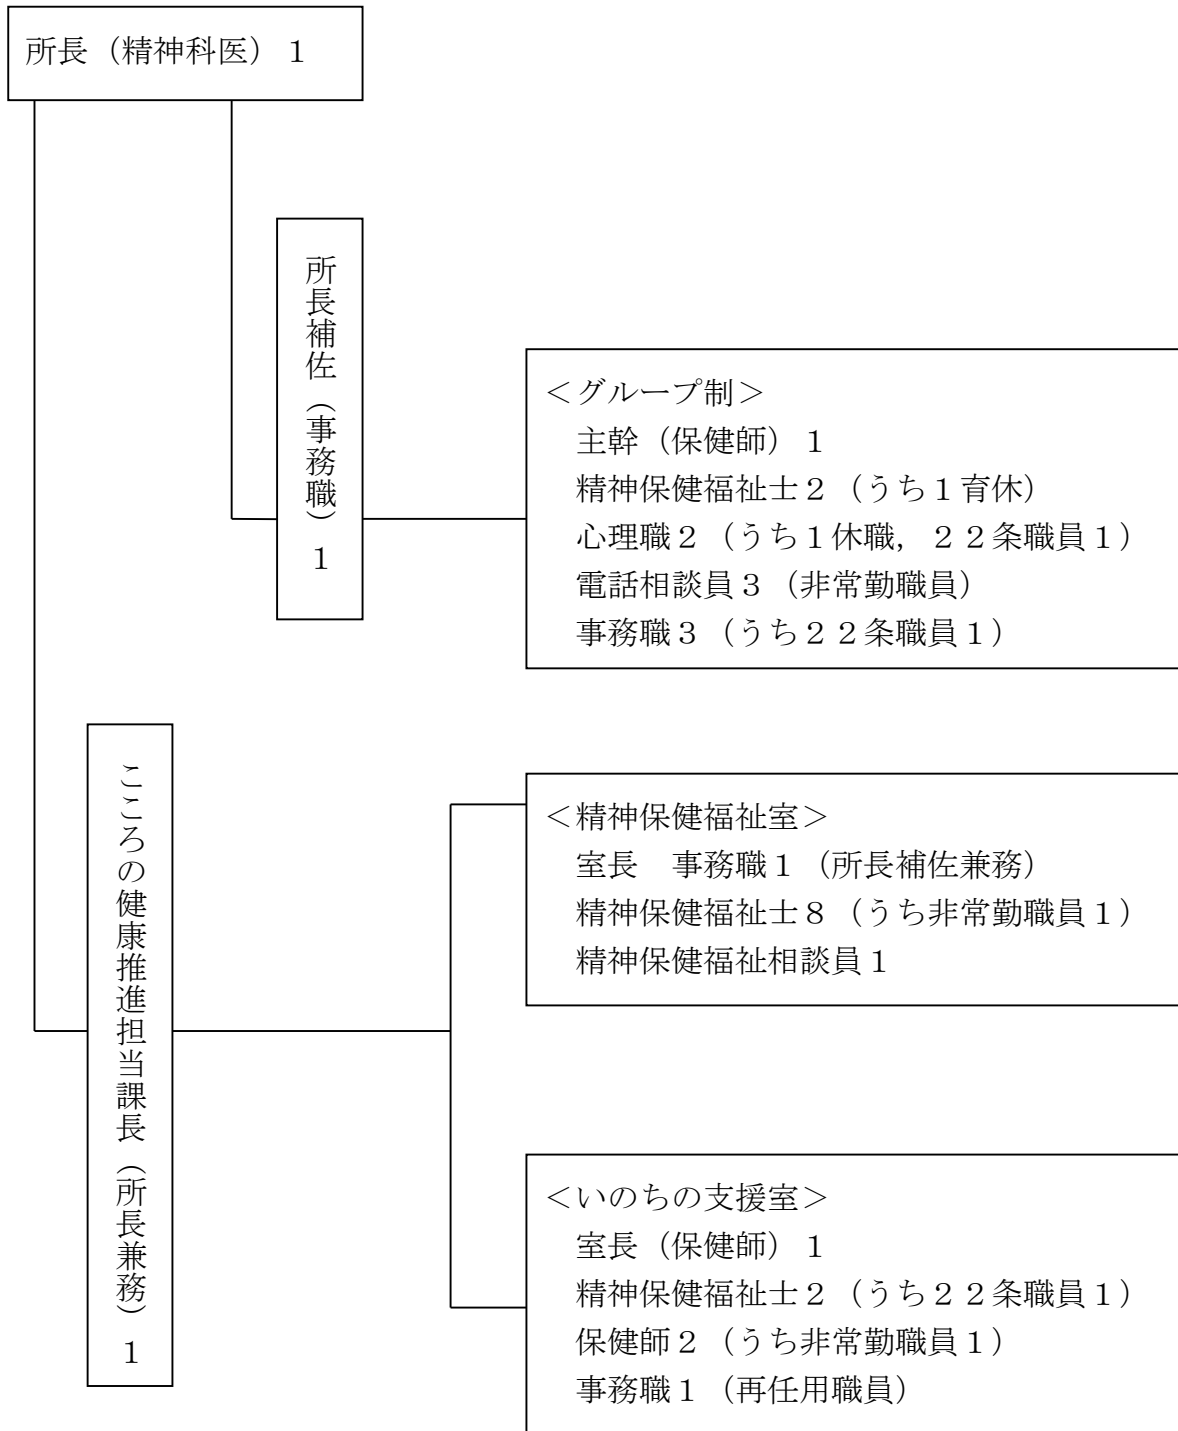 所長（精神科医）１
所長補佐（事務職）１
＜グループ制＞
主幹（保健師）１
精神保健福祉士２（うち１育休）
心理職２（うち１休職，２２条職員１）
電話相談員３（非常勤職員）
事務職３（うち２２条職員１）
こころの健康推進担当課長（所長兼務）１
＜精神保健福祉室＞
室長　事務職１（所長補佐兼務）
精神保健福祉士８（うち非常勤職員１）
精神保健福祉相談員１
＜いのちの支援室＞
室長（保健師）１
精神保健福祉士２（うち２２条職員１）
保健師２（うち非常勤職員１）
事務職１（再任用職員）